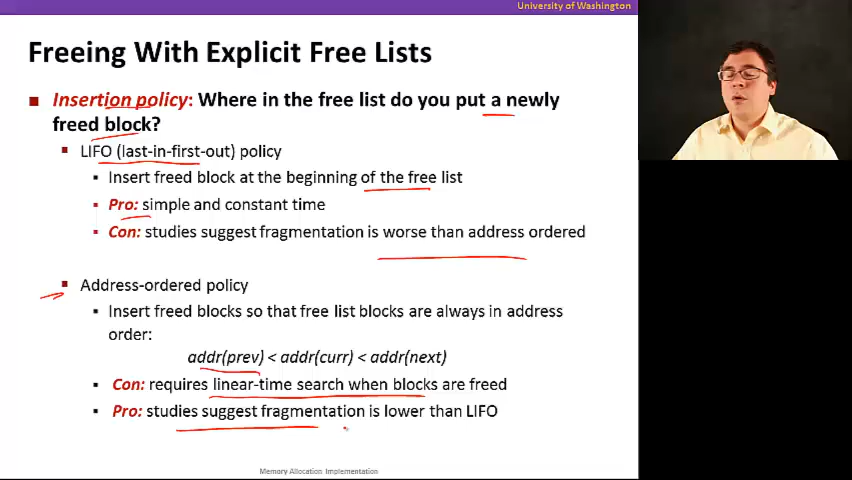 University of Washington
Freeing With Explicit Free Lists
Insertion policy: Where in the free list do you put a newly
freed block?
LIFO (last-in-first-out) policy
Insert freed block at the beginning of the free list
Pro: simple and constant time
Con: studies suggest fragmentation is worse than address ordered
Address-ordered policy
Insert freed blocks so that free list blocks are always in address
order:
addr(prev) < addr(curr) < addr(next)
Con: requires linear-time search when blocks are freed
Pro: studies suggest fragmentation is lower than LIFO
Memory Allocation Implementation